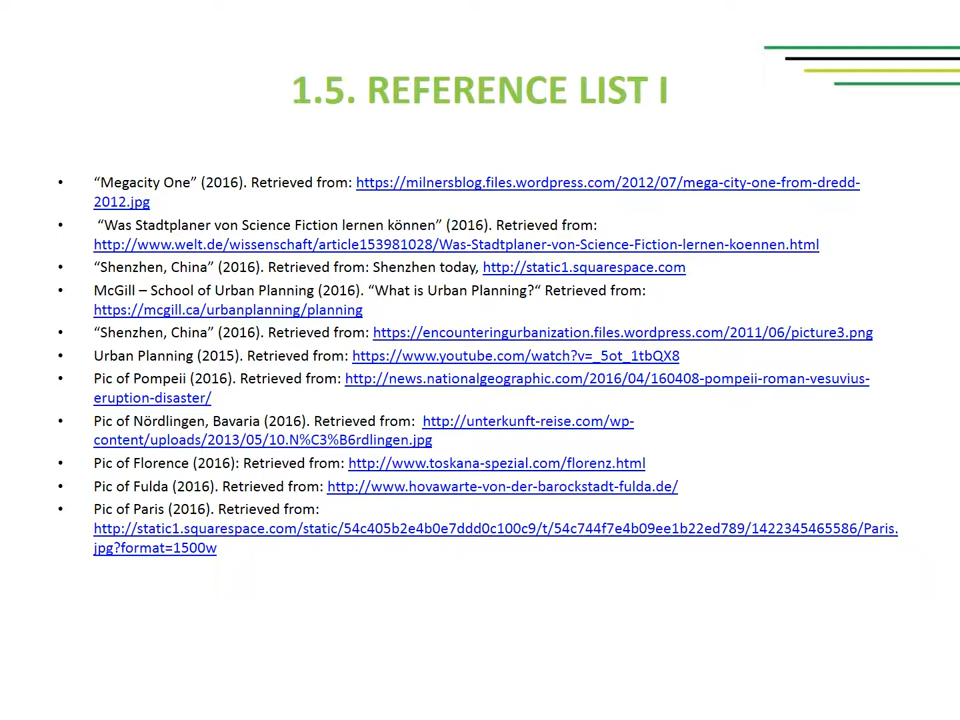 1.5. REFERENCE LIST I
• “Megacity One” (2016). Retrieved from: https://milnersblog.files.wordpress.com/2012/07/mega-city-one-from-dredd-
2012.jpg
• “Was Stadtplaner von Science Fiction lernen können” (2016). Retrieved from:
http://www.welt.de/wissenschaft/article153981028/Was-Stadtplaner-von-Science-Fiction-lernen-koennen.html
• “Shenzhen, China” (2016). Retrieved from: Shenzhen today, http://static1.squarespace.com
• McGill – School of Urban Planning (2016). “What is Urban Planning?“ Retrieved from:
https://mcgill.ca/urbanplanning/planning
• “Shenzhen, China” (2016). Retrieved from: https://encounteringurbanization.files.wordpress.com/2011/06/picture3.png
• Urban Planning (2015). Retrieved from: https://www.youtube.com/watch?v=_5ot_1tbQX8
• Pic of Pompeii (2016). Retrieved from: http://news.nationalgeographic.com/2016/04/160408-pompeii-roman-vesuvius-
eruption-disaster/
• Pic of Nördlingen, Bavaria (2016). Retrieved from: http://unterkunft-reise.com/wp-
content/uploads/2013/05/10.N%C3%B6rdlingen.jpg
• Pic of Florence (2016): Retrieved from: http://www.toskana-spezial.com/florenz.html
• Pic of Fulda (2016). Retrieved from: http://www.hovawarte-von-der-barockstadt-fulda.de/
• Pic of Paris (2016). Retrieved from:
http://static1.squarespace.com/static/54c405b2e4b0e7ddd0c100c9/t/54c744f7e4b09ee1b22ed789/1422345465586/Paris.
jpg?format=1500w